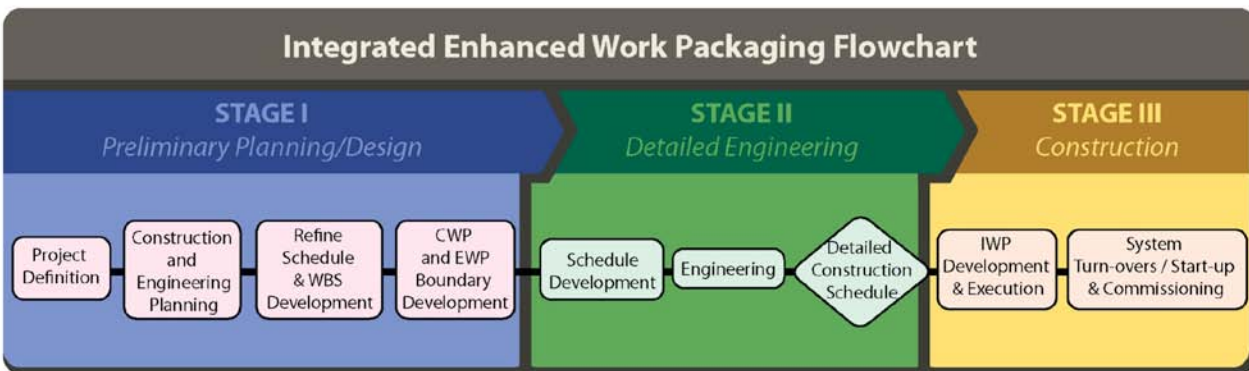 Integrated Enhanced Work Packaging Flowchart
STAGE I
Preliminary Planning/Design
STAGE II
Detailed Engineering
STAGE III
Construction
Project
Definition
Construction
and
Engineering
Planning
Refine
Schedule
& WBS
Development
CWP
and EWP
Boundary
Development
Schedule
Development
Engineering
Detailed
Construction
Schedule
IWP
Development
& Execution
System
Turn-overs / Start-up
& Commissioning